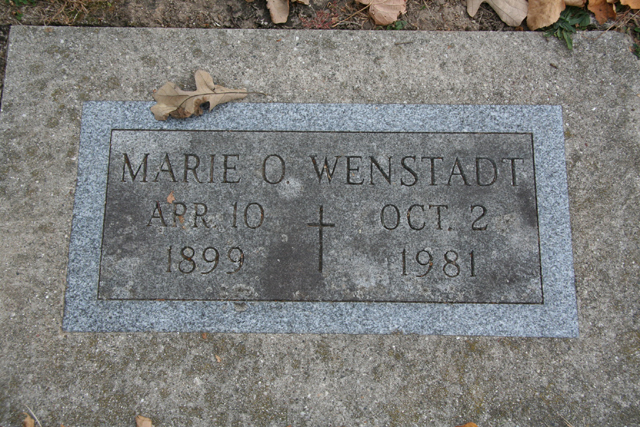 MARIE O WENSTADT
APR 10 OCT. 2
1899 1981